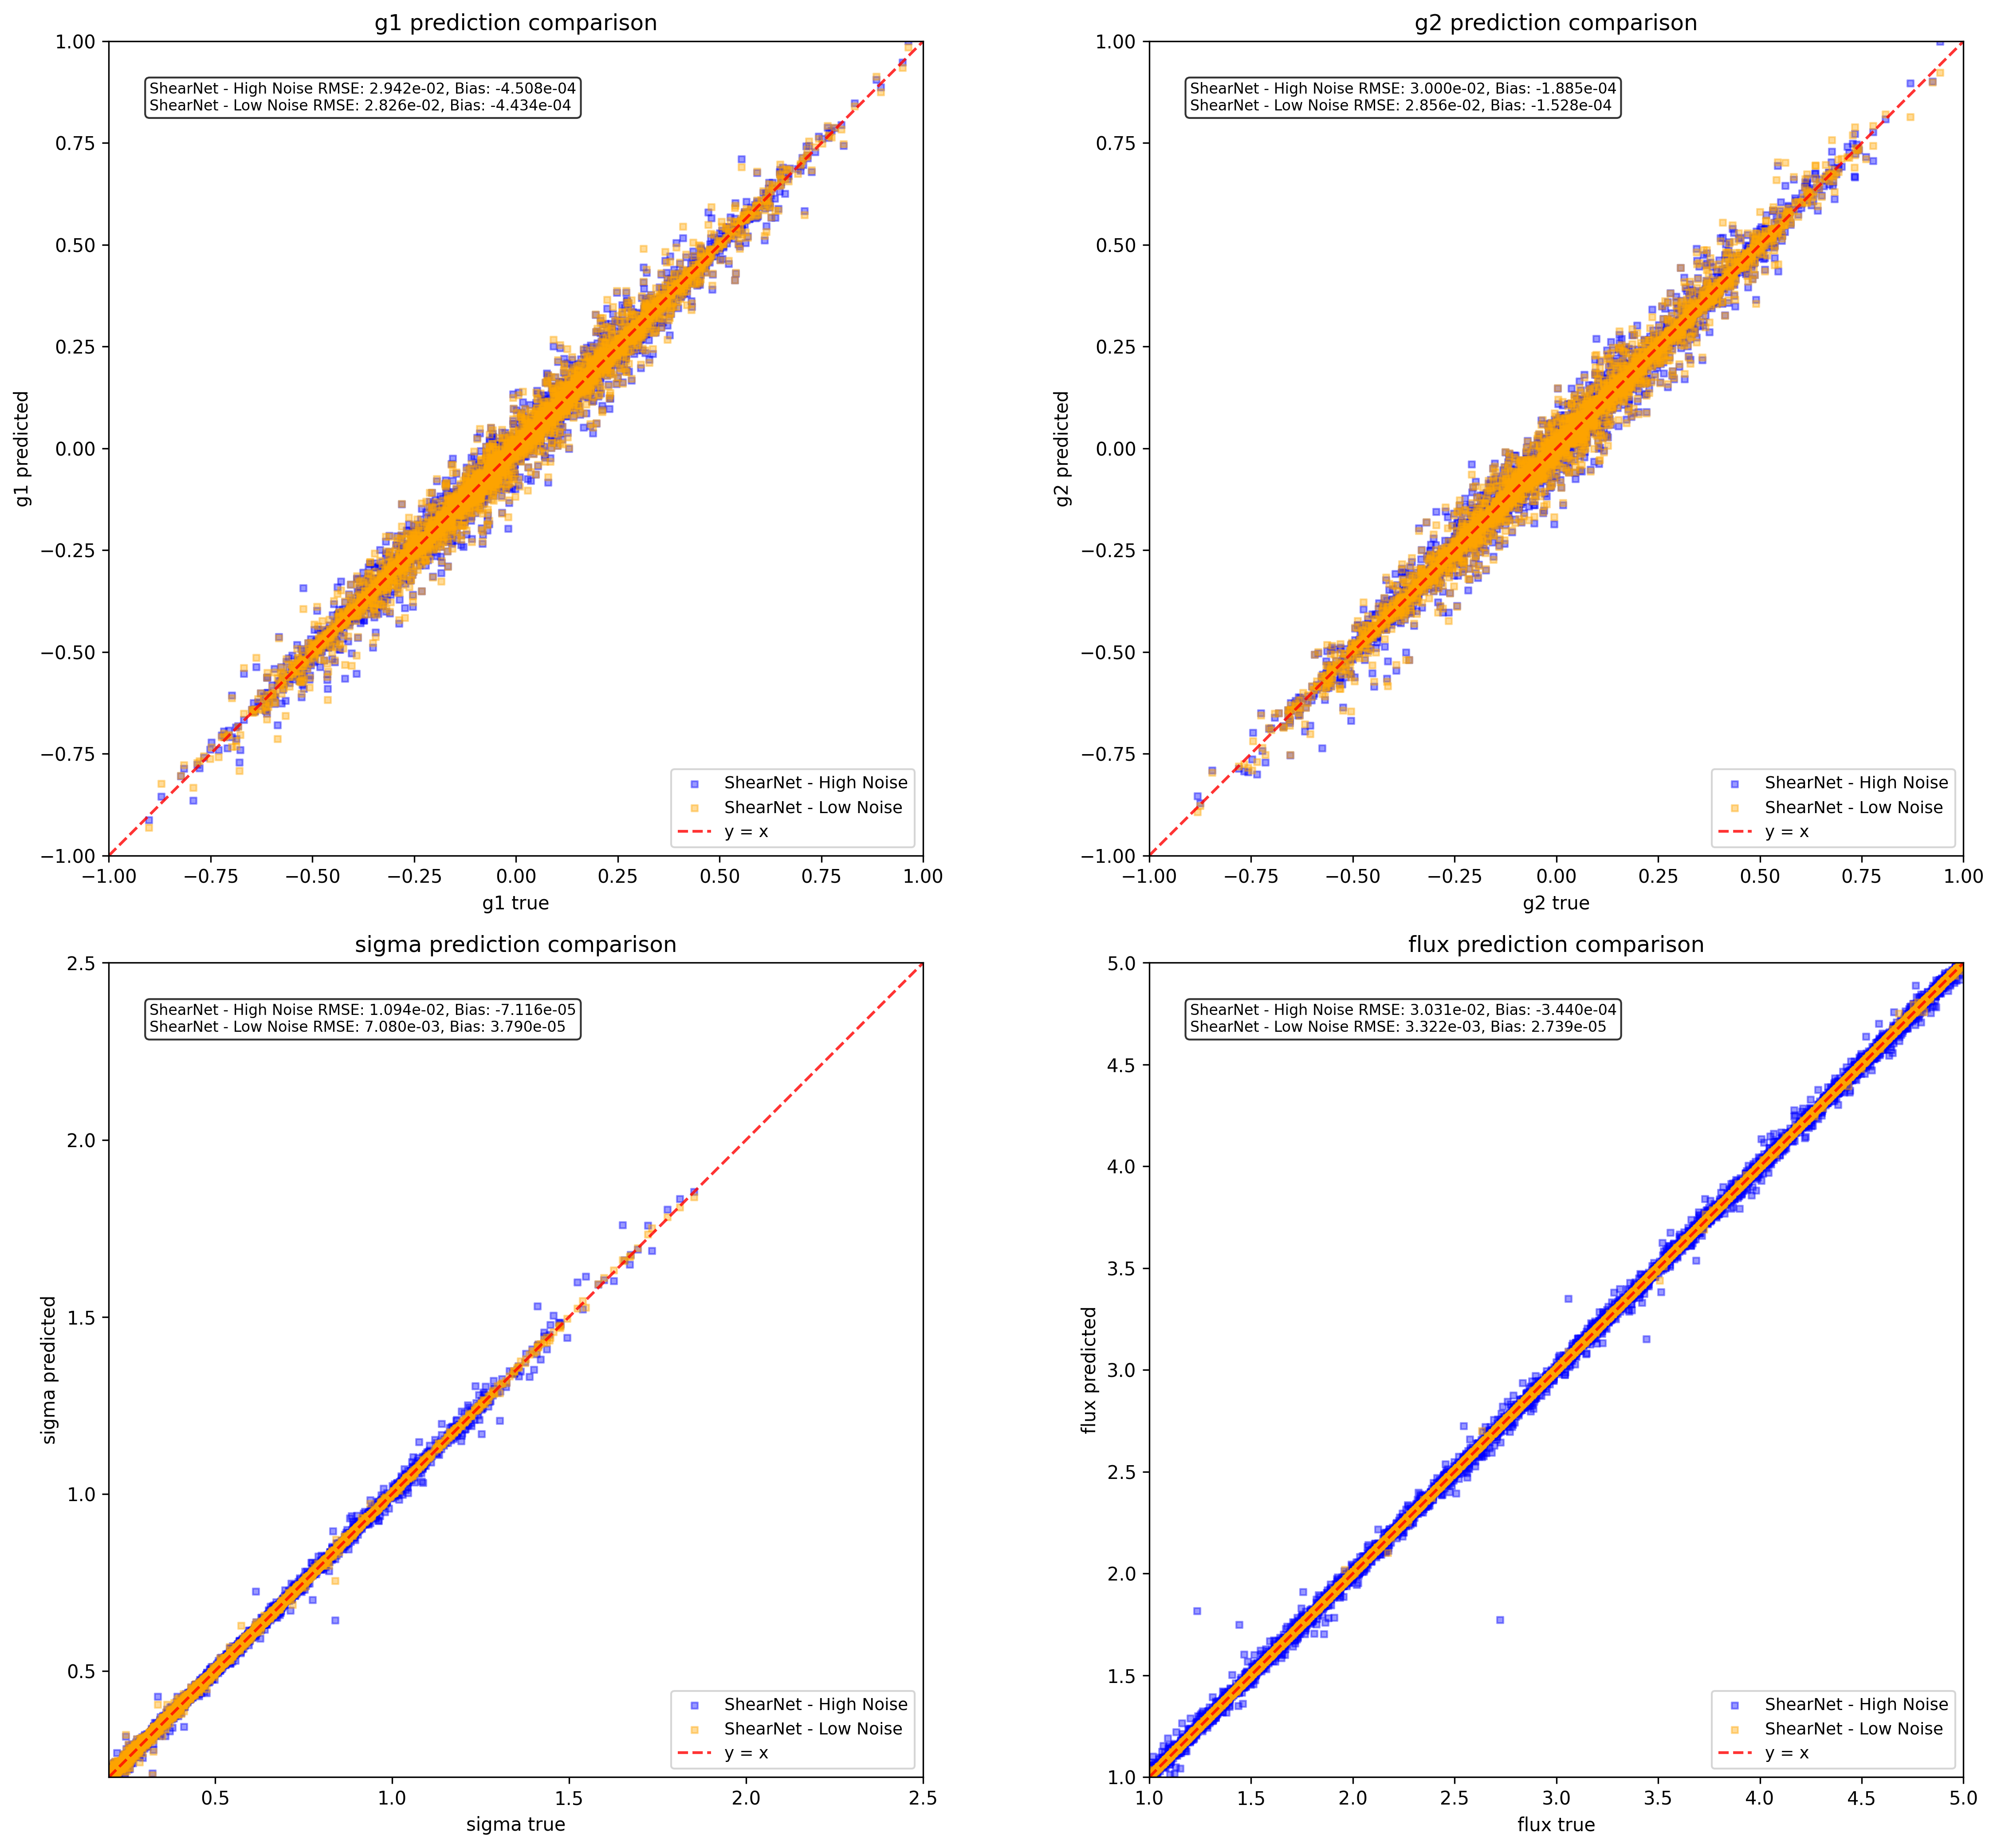 g1 prediction comparison
1.00
0.75
0.50
0.25
0.00
−0.25
−0.50
−0.75
−1.00
g1 predicted
ShearNet - High Noise RMSE: 2.942e-02, Bias: -4.508e-04
ShearNet - Low Noise RMSE: 2.826e-02, Bias: -4.434e-04
ShearNet - High Noise
ShearNet - Low Noise
y = x
−1.00 −0.75 −0.50 −0.25 0.00 0.25 0.50 0.75 1.00
g1 true
g2 prediction comparison
1.00
0.75
0.50
0.25
0.00
−0.25
−0.50
−0.75
−1.00
g2 predicted
ShearNet - High Noise RMSE: 3.000e-02, Bias: -1.885e-04
ShearNet - Low Noise RMSE: 2.856e-02, Bias: -1.528e-04
ShearNet - High Noise
ShearNet - Low Noise
y = x
−1.00 −0.75 −0.50 −0.25 0.00 0.25 0.50 0.75 1.00
g2 true
sigma prediction comparison
2.5
2.0
1.5
1.0
0.5
sigma predicted
ShearNet - High Noise RMSE: 1.094e-02, Bias: -7.116e-05
ShearNet - Low Noise RMSE: 7.080e-03, Bias: 3.790e-05
ShearNet - High Noise
ShearNet - Low Noise
y = x
0.5 1.0 1.5 2.0 2.5
sigma true
flux prediction comparison
5.0
4.5
4.0
3.5
3.0
2.5
2.0
1.5
1.0
flux predicted
ShearNet - High Noise RMSE: 3.031e-02, Bias: -3.440e-04
ShearNet - Low Noise RMSE: 3.322e-03, Bias: 2.739e-05
ShearNet - High Noise
ShearNet - Low Noise
y = x
1.0 1.5 2.0 2.5 3.0 3.5 4.0 4.5 5.0
flux true